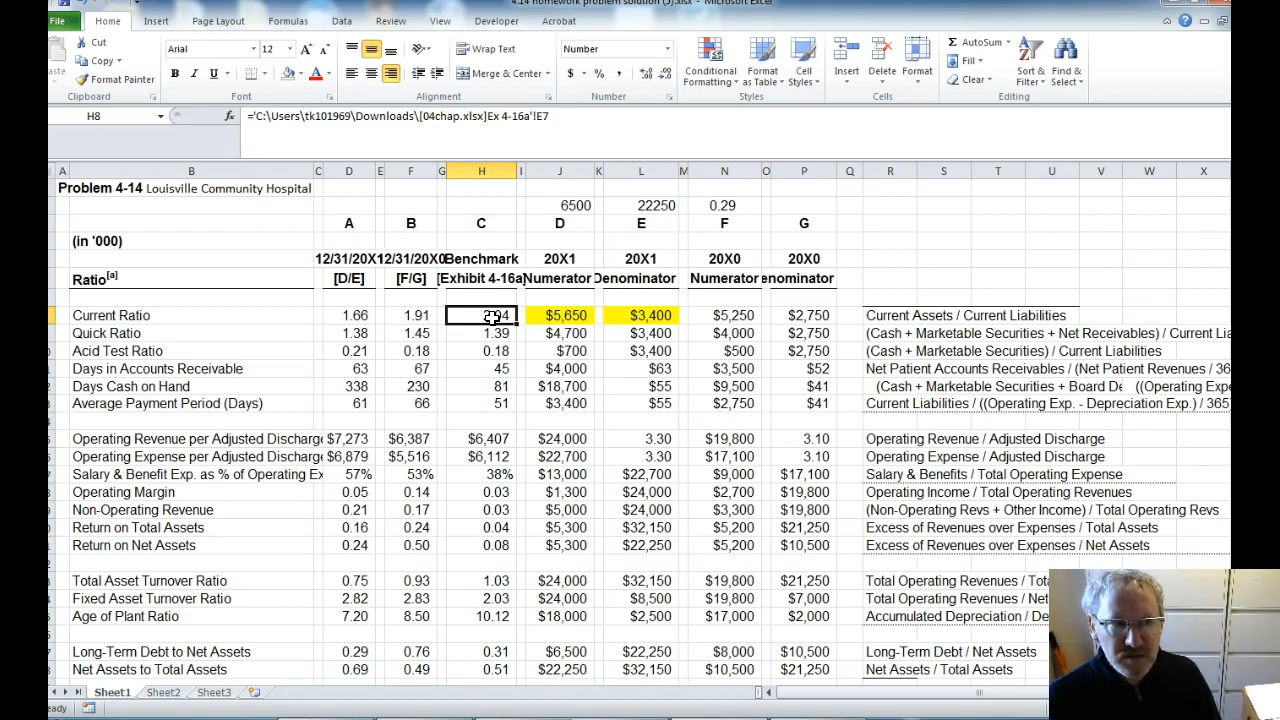 4.14 homework problem solution (5).xlsx - Microsoft Excel
File Home Insert Page Layout Formulas Data Review View Developer Acrobat
Cut
Copy
Format Painter
Clipboard
Arial 12
Font
Wrap Text
Merge & Center
Alignment
Number
$ % ,
Number
Conditional Formatting
Format as Table
Cell Styles
Styles
Insert Delete Format
Cells
AutoSum
Fill
Clear
Sort & Filter
Find & Select
Editing
H8 ='C:\Users\tk101969\Downloads\[04chap.xlsx]Ex 4-16a'!E7
A B C D E F G H I J K L M N O P Q R S T U V W X
Problem 4-14 Louisville Community Hospital
6500 22250 0.29
A B C D E F G
(in '000)
12/31/20X1 12/31/20X0 Benchmark 20X1 20X1 20X0 20X0
Ratio[a] [D/E] [F/G] [Exhibit 4-16a Numerator Denominator Numerator enominator
Current Ratio 1.66 1.91 $5,650 $3,400 $5,250 $2,750 Current Assets / Current Liabilities
Quick Ratio 1.38 1.45 1.39 $4,700 $3,400 $4,000 $2,750 (Cash + Marketable Securities + Net Receivables) / Current Lia
Acid Test Ratio 0.21 0.18 0.18 $700 $3,400 $500 $2,750 (Cash + Marketable Securities) / Current Liabilities
Days in Accounts Receivable 63 67 45 $4,000 $63 $3,500 $52 Net Patient Accounts Receivables / (Net Patient Revenues / 36
Days Cash on Hand 338 230 81 $18,700 $55 $9,500 $41 (Cash + Marketable Securities + Board De ((Operating Expe
Average Payment Period (Days) 61 66 51 $3,400 $55 $2,750 $41 Current Liabilities / ((Operating Exp. - Depreciation Exp.) / 365
Operating Revenue per Adjusted Discharge $7,273 $6,387 $6,407 $24,000 3.30 $19,800 3.10 Operating Revenue / Adjusted Discharge
Operating Expense per Adjusted Discharge $6,879 $5,516 $6,112 $22,700 3.30 $17,100 3.10 Operating Expense / Adjusted Discharge
Salary & Benefit Exp. as % of Operating Ex 57% 53% 38% $13,000 $22,700 $9,000 $17,100 Salary & Benefits / Total Operating Expense
Operating Margin 0.05 0.14 0.03 $1,300 $24,000 $2,700 $19,800 Operating Income / Total Operating Revenues
Non-Operating Revenue 0.21 0.17 0.03 $5,000 $24,000 $3,300 $19,800 (Non-Operating Revs + Other Income) / Total Operating Revs
Return on Total Assets 0.16 0.24 0.04 $5,300 $32,150 $5,200 $21,250 Excess of Revenues over Expenses / Total Assets
Return on Net Assets 0.24 0.50 0.08 $5,300 $22,250 $5,200 $10,500 Excess of Revenues over Expenses / Net Assets
Total Asset Turnover Ratio 0.75 0.93 1.03 $24,000 $32,150 $19,800 $21,250 Total Operating Revenues / Tota
Fixed Asset Turnover Ratio 2.82 2.83 2.03 $24,000 $8,500 $19,800 $7,000 Total Operating Revenues / Net
Age of Plant Ratio 7.20 8.50 10.12 $18,000 $2,500 $17,000 $2,000 Accumulated Depreciation / De
Long-Term Debt to Net Assets 0.29 0.76 0.31 $6,500 $22,250 $8,000 $10,500 Long-Term Debt / Net Assets
Net Assets to Total Assets 0.69 0.49 0.51 $22,250 $32,150 $10,500 $21,250 Net Assets / Total Assets
Sheet1 Sheet2 Sheet3
eady